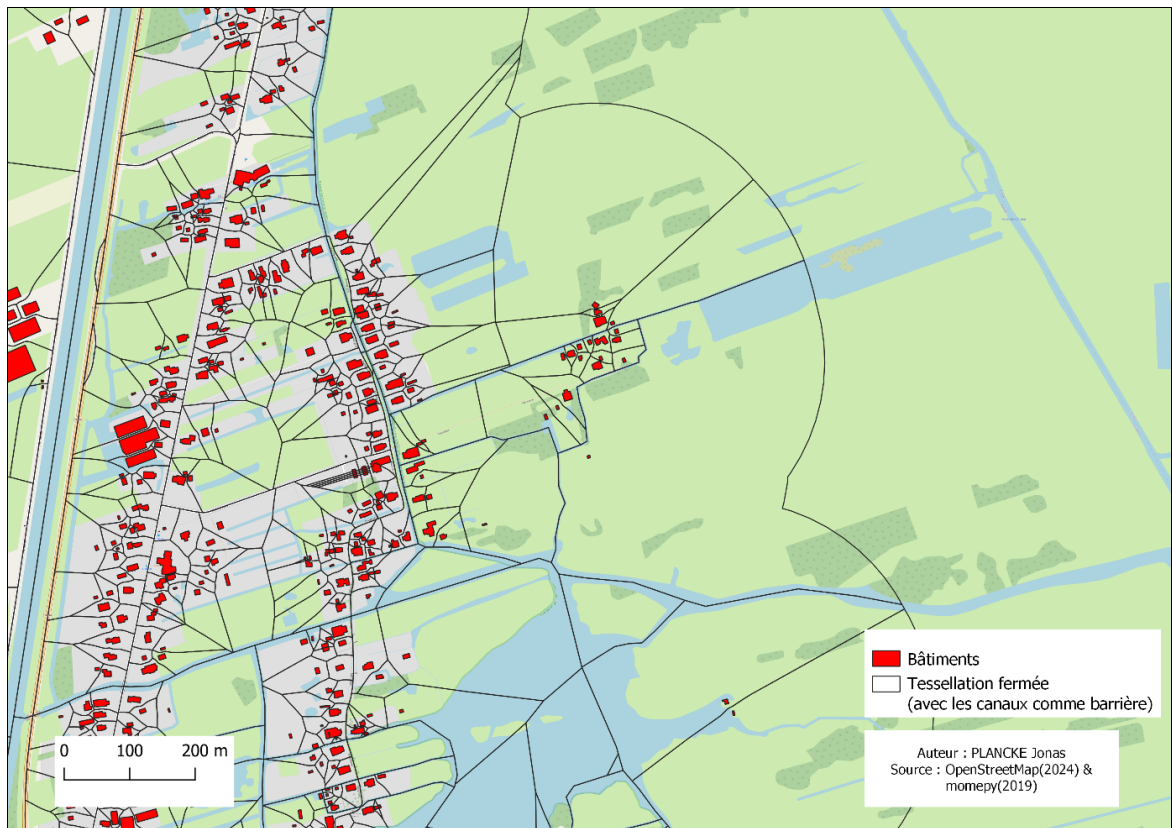 Bâtiments
Tessellation fermée
(avec les canaux comme barrière)
0 100 200 m
Auteur : PLANCKE Jonas
Source : OpenStreetMap(2024) &
momepy(2019)